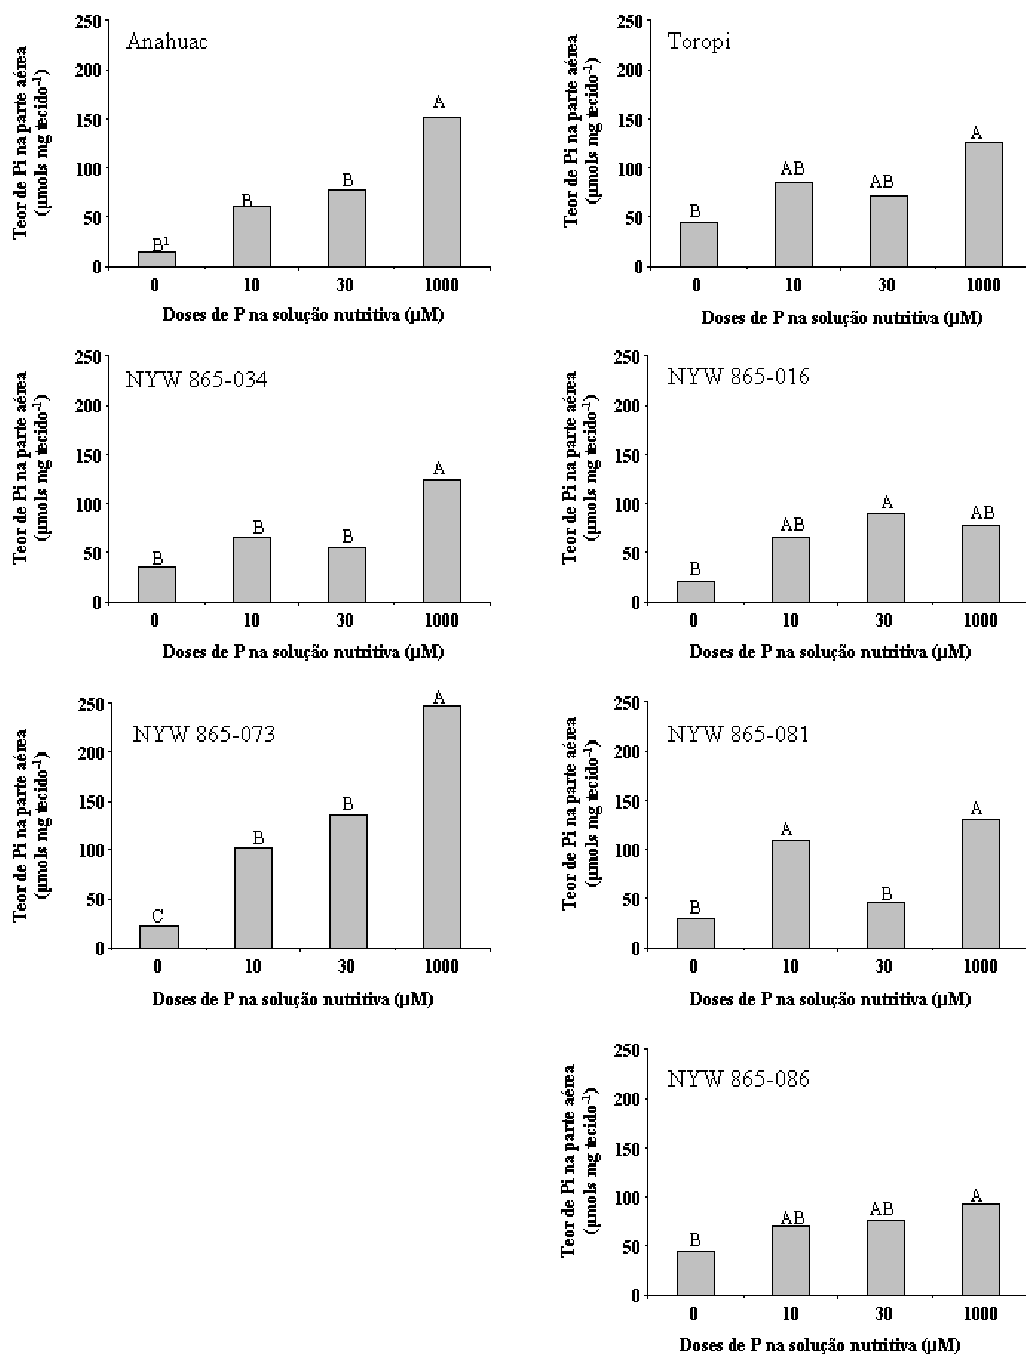 Anahuac
Teor de Pi na parte aérea
(µmols mg tecido-1)
250
200
150
100
50
0
B1
B
B
A
0 10 30 1000
Doses de P na solução nutritiva (µM)
Toropi
Teor de Pi na parte aérea
(µmols mg tecido-1)
250
200
150
100
50
0
B
AB
AB
A
0 10 30 1000
Doses de P na solução nutritiva (µM)
NYW 865-034
Teor de Pi na parte aérea
(µmols mg tecido-1)
250
200
150
100
50
0
B
B
B
A
0 10 30 1000
Doses de P na solução nutritiva (µM)
NYW 865-016
Teor de Pi na parte aérea
(µmols mg tecido-1)
250
200
150
100
50
0
B
AB
A
AB
0 10 30 1000
Doses de P na solução nutritiva (µM)
NYW 865-073
Teor de Pi na parte aérea
(µmols mg tecido-1)
250
200
150
100
50
0
C
B
B
A
0 10 30 1000
Doses de P na solução nutritiva (µM)
NYW 865-081
Teor de Pi na parte aérea
(µmols mg tecido-1)
250
200
150
100
50
0
B
A
B
A
0 10 30 1000
Doses de P na solução nutritiva (µM)
NYW 865-086
Teor de Pi na parte aérea
(µmols mg tecido-1)
250
200
150
100
50
0
B
AB
AB
A
0 10 30 1000
Doses de P na solução nutritiva (µM)